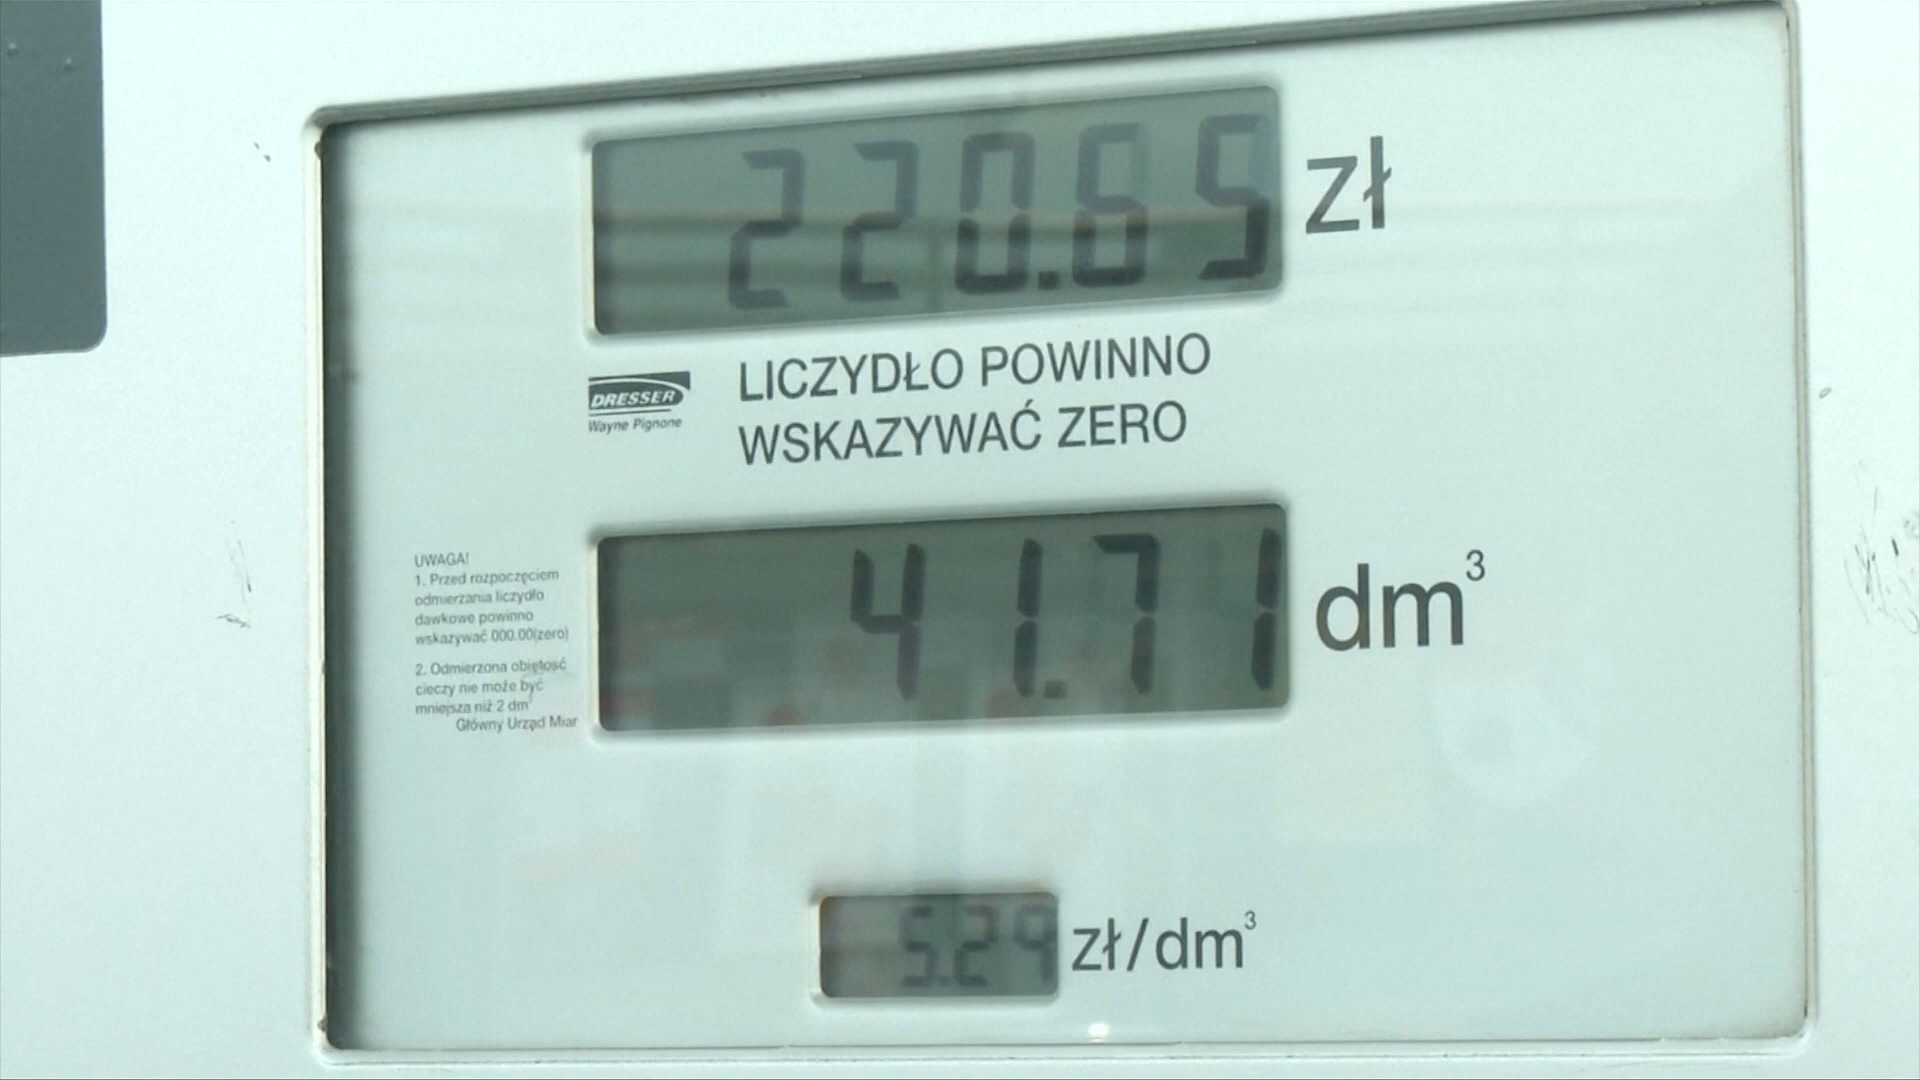 220.65 zł
DRESSER
Wayne Pignone
LICZYDŁO POWINNO
WSKAZYWAĆ ZERO
UWAGA!
1. Przed rozpoczęciem
odmierzania liczydło
dawkowe powinno
wskazywać 000.00(zero)
2. Odmierzona objętość
cieczy nie może być
mniejsza niż 2 dm³
Główny Urząd Miar
41.71 dm³
5.29 zł/dm³